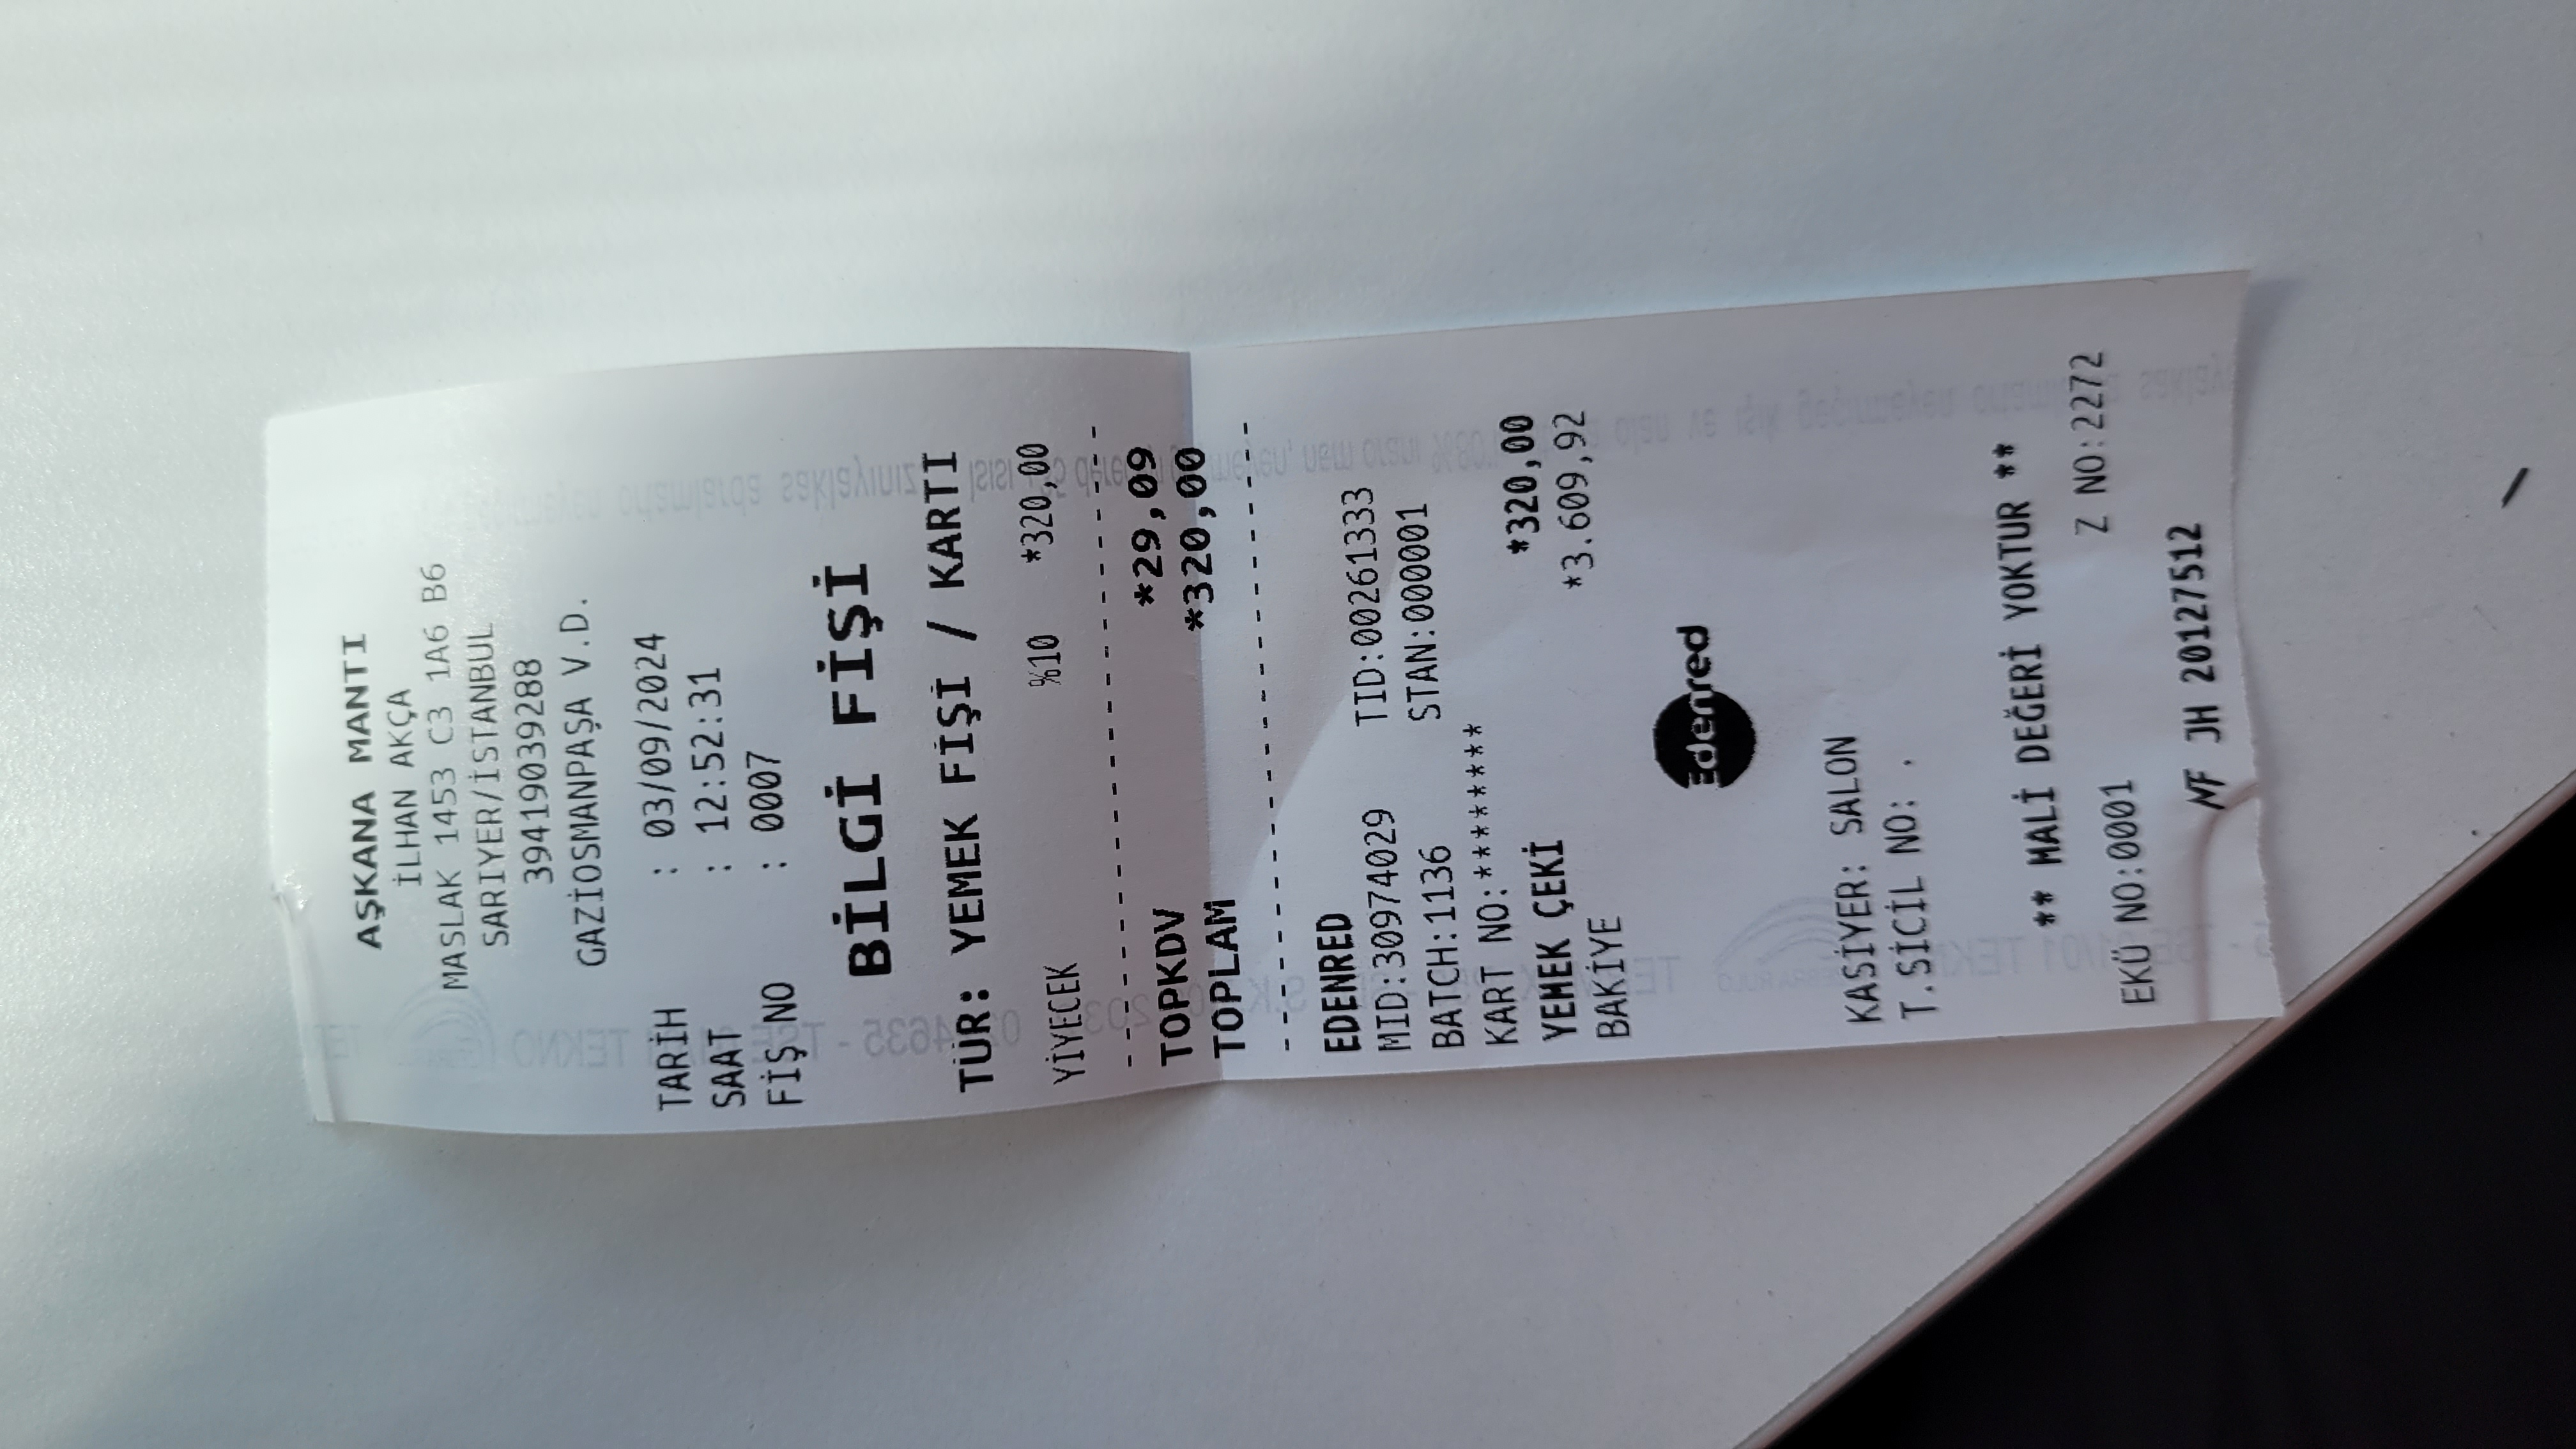 AŞKANA MANTI
İLHAN AKÇA
MASLAK 1453 C3 1A6 B6
SARIYER/İSTANBUL
39419039288
GAZİOSMANPAŞA V.D.
TARİH : 03/09/2024
SAAT : 12:52:31
FİŞ NO : 0007
BİLGİ FİŞİ
TÜR: YEMEK FİŞİ / KARTI
YİYECEK %10 *320,00
TOPKDV *29,09
TOPLAM *320,00
EDENRED
MID:30974029 TID:00261333
BATCH:1136 STAN:000001
KART NO:********
YEMEK ÇEKİ *320,00
BAKİYE *3.609,92
Edenred
KASİYER: SALON
T.SİCİL NO: .
** MALİ DEĞERİ YOKTUR **
EKÜ NO:0001 Z NO:2272
NF JH 20127512